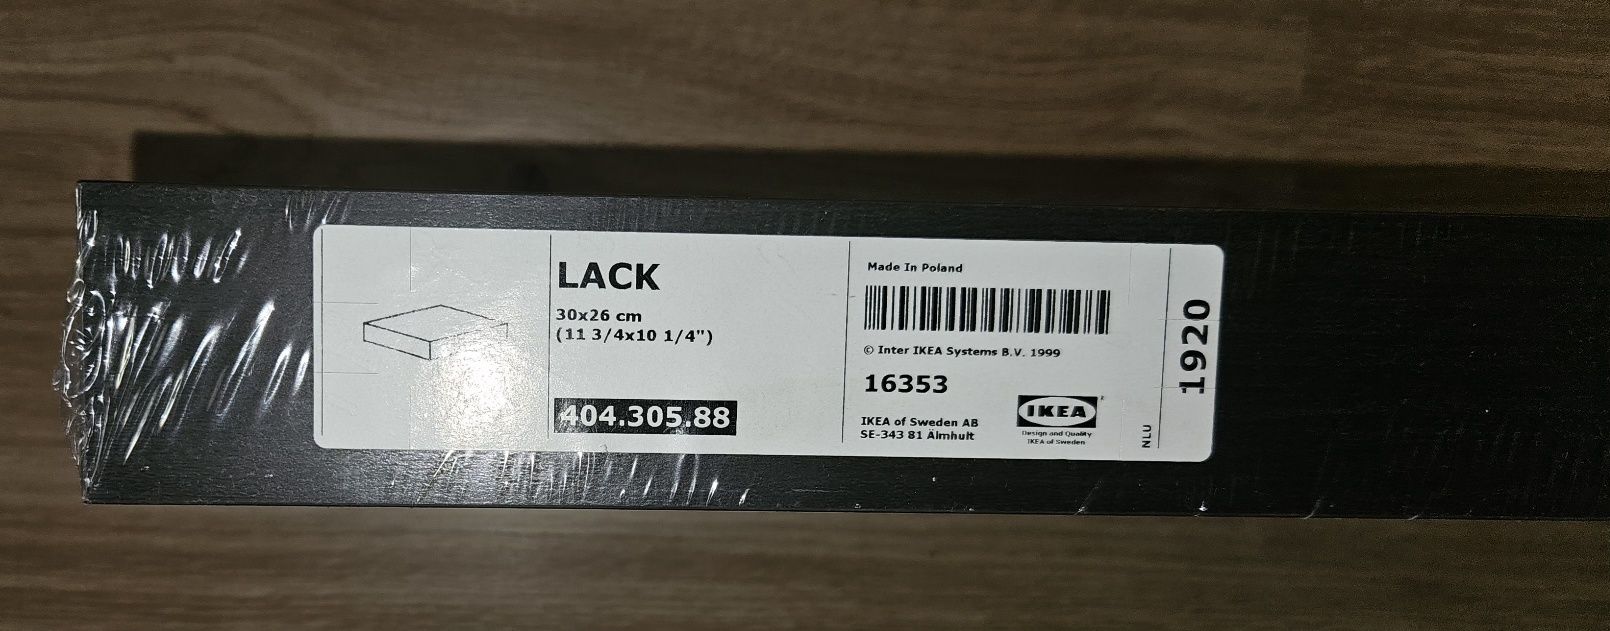 LACK
30x26 cm
(11 3/4x10 1/4")
404.305.88
Made In Poland
© Inter IKEA Systems B.V. 1999
16353
IKEA of Sweden AB
SE-343 81 Älmhult
IKEA
Design and Quality
IKEA of Sweden
NLU
1920